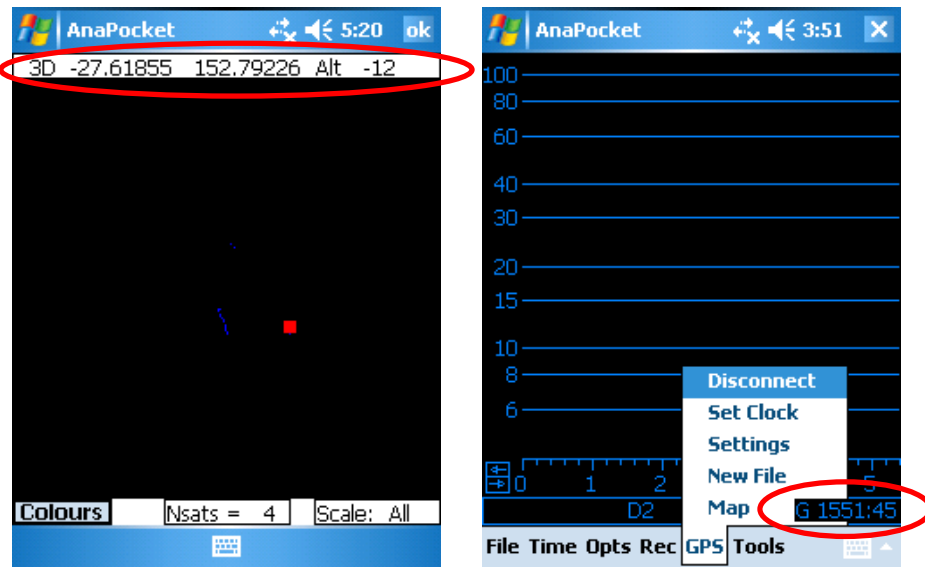 AnaPocket 5:20 ok
3D -27.61855 152.79226 Alt -12
Colours Nsats = 4 Scale: All
AnaPocket 3:51
100
80
60
40
30
20
15
10
8
6
Disconnect
Set Clock
Settings
New File
Map
0 1 2 5
D2 G 1551:45
File Time Opts Rec GPS Tools